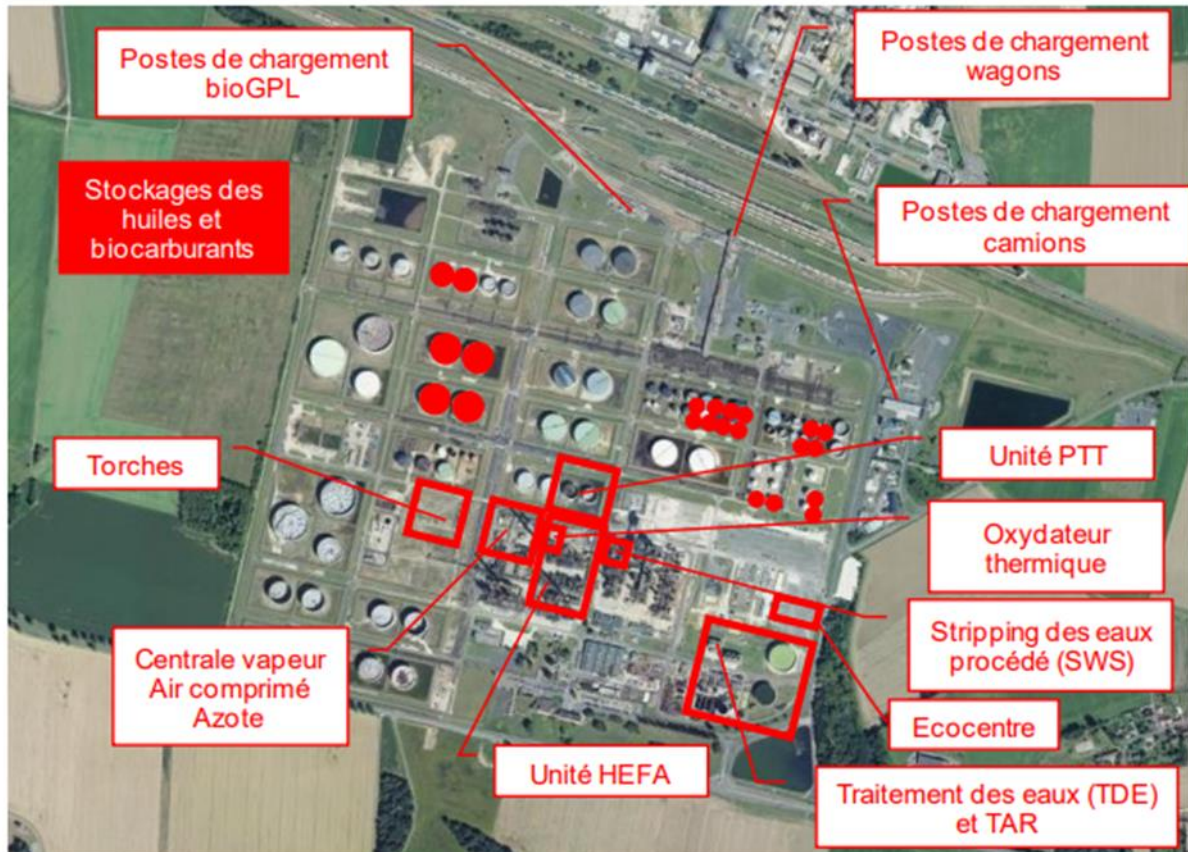 Postes de chargement
bioGPL
Postes de chargement
wagons
Stockages des
huiles et
biocarburants
Postes de chargement
camions
Torches
Unité PTT
Oxydateur
thermique
Centrale vapeur
Air comprimé
Azote
Stripping des eaux
procédé (SWS)
Ecocentre
Unité HEFA
Traitement des eaux (TDE)
et TAR